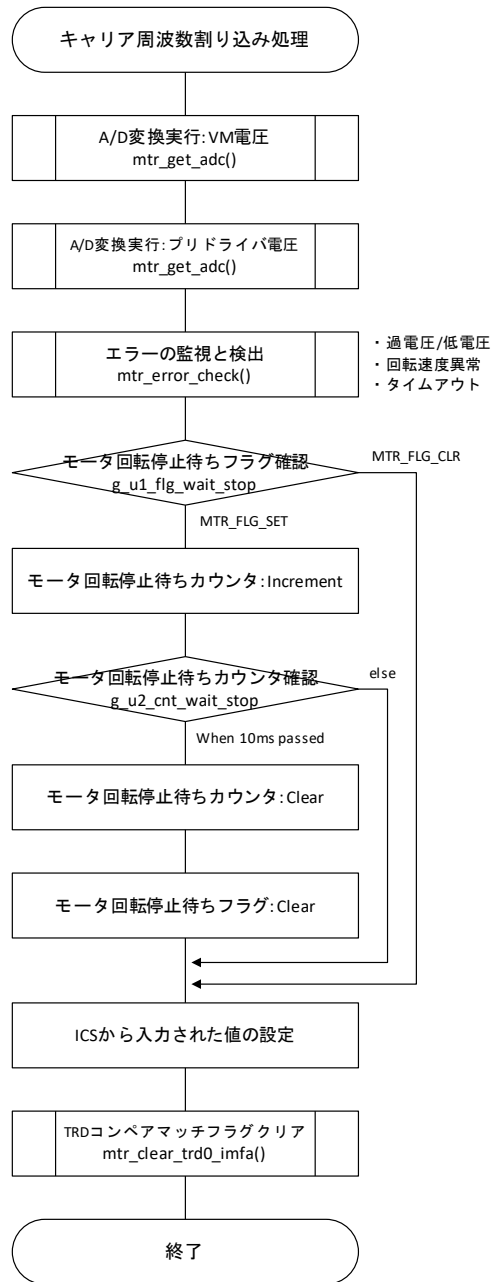 キャリア周波数割り込み処理
A/D変換実行:VM電圧
mtr_get_adc()
A/D変換実行:プリドライバ電圧
mtr_get_adc()
エラーの監視と検出
mtr_error_check()
・過電圧/低電圧
・回転速度異常
・タイムアウト
モータ回転停止待ちフラグ確認
g_u1_flg_wait_stop
MTR_FLG_CLR
MTR_FLG_SET
モータ回転停止待ちカウンタ:Increment
モータ回転停止待ちカウンタ確認
g_u2_cnt_wait_stop
else
When 10ms passed
モータ回転停止待ちカウンタ:Clear
モータ回転停止待ちフラグ:Clear
ICSから入力された値の設定
TRDコンペアマッチフラグクリア
mtr_clear_trd0_imfa()
終了